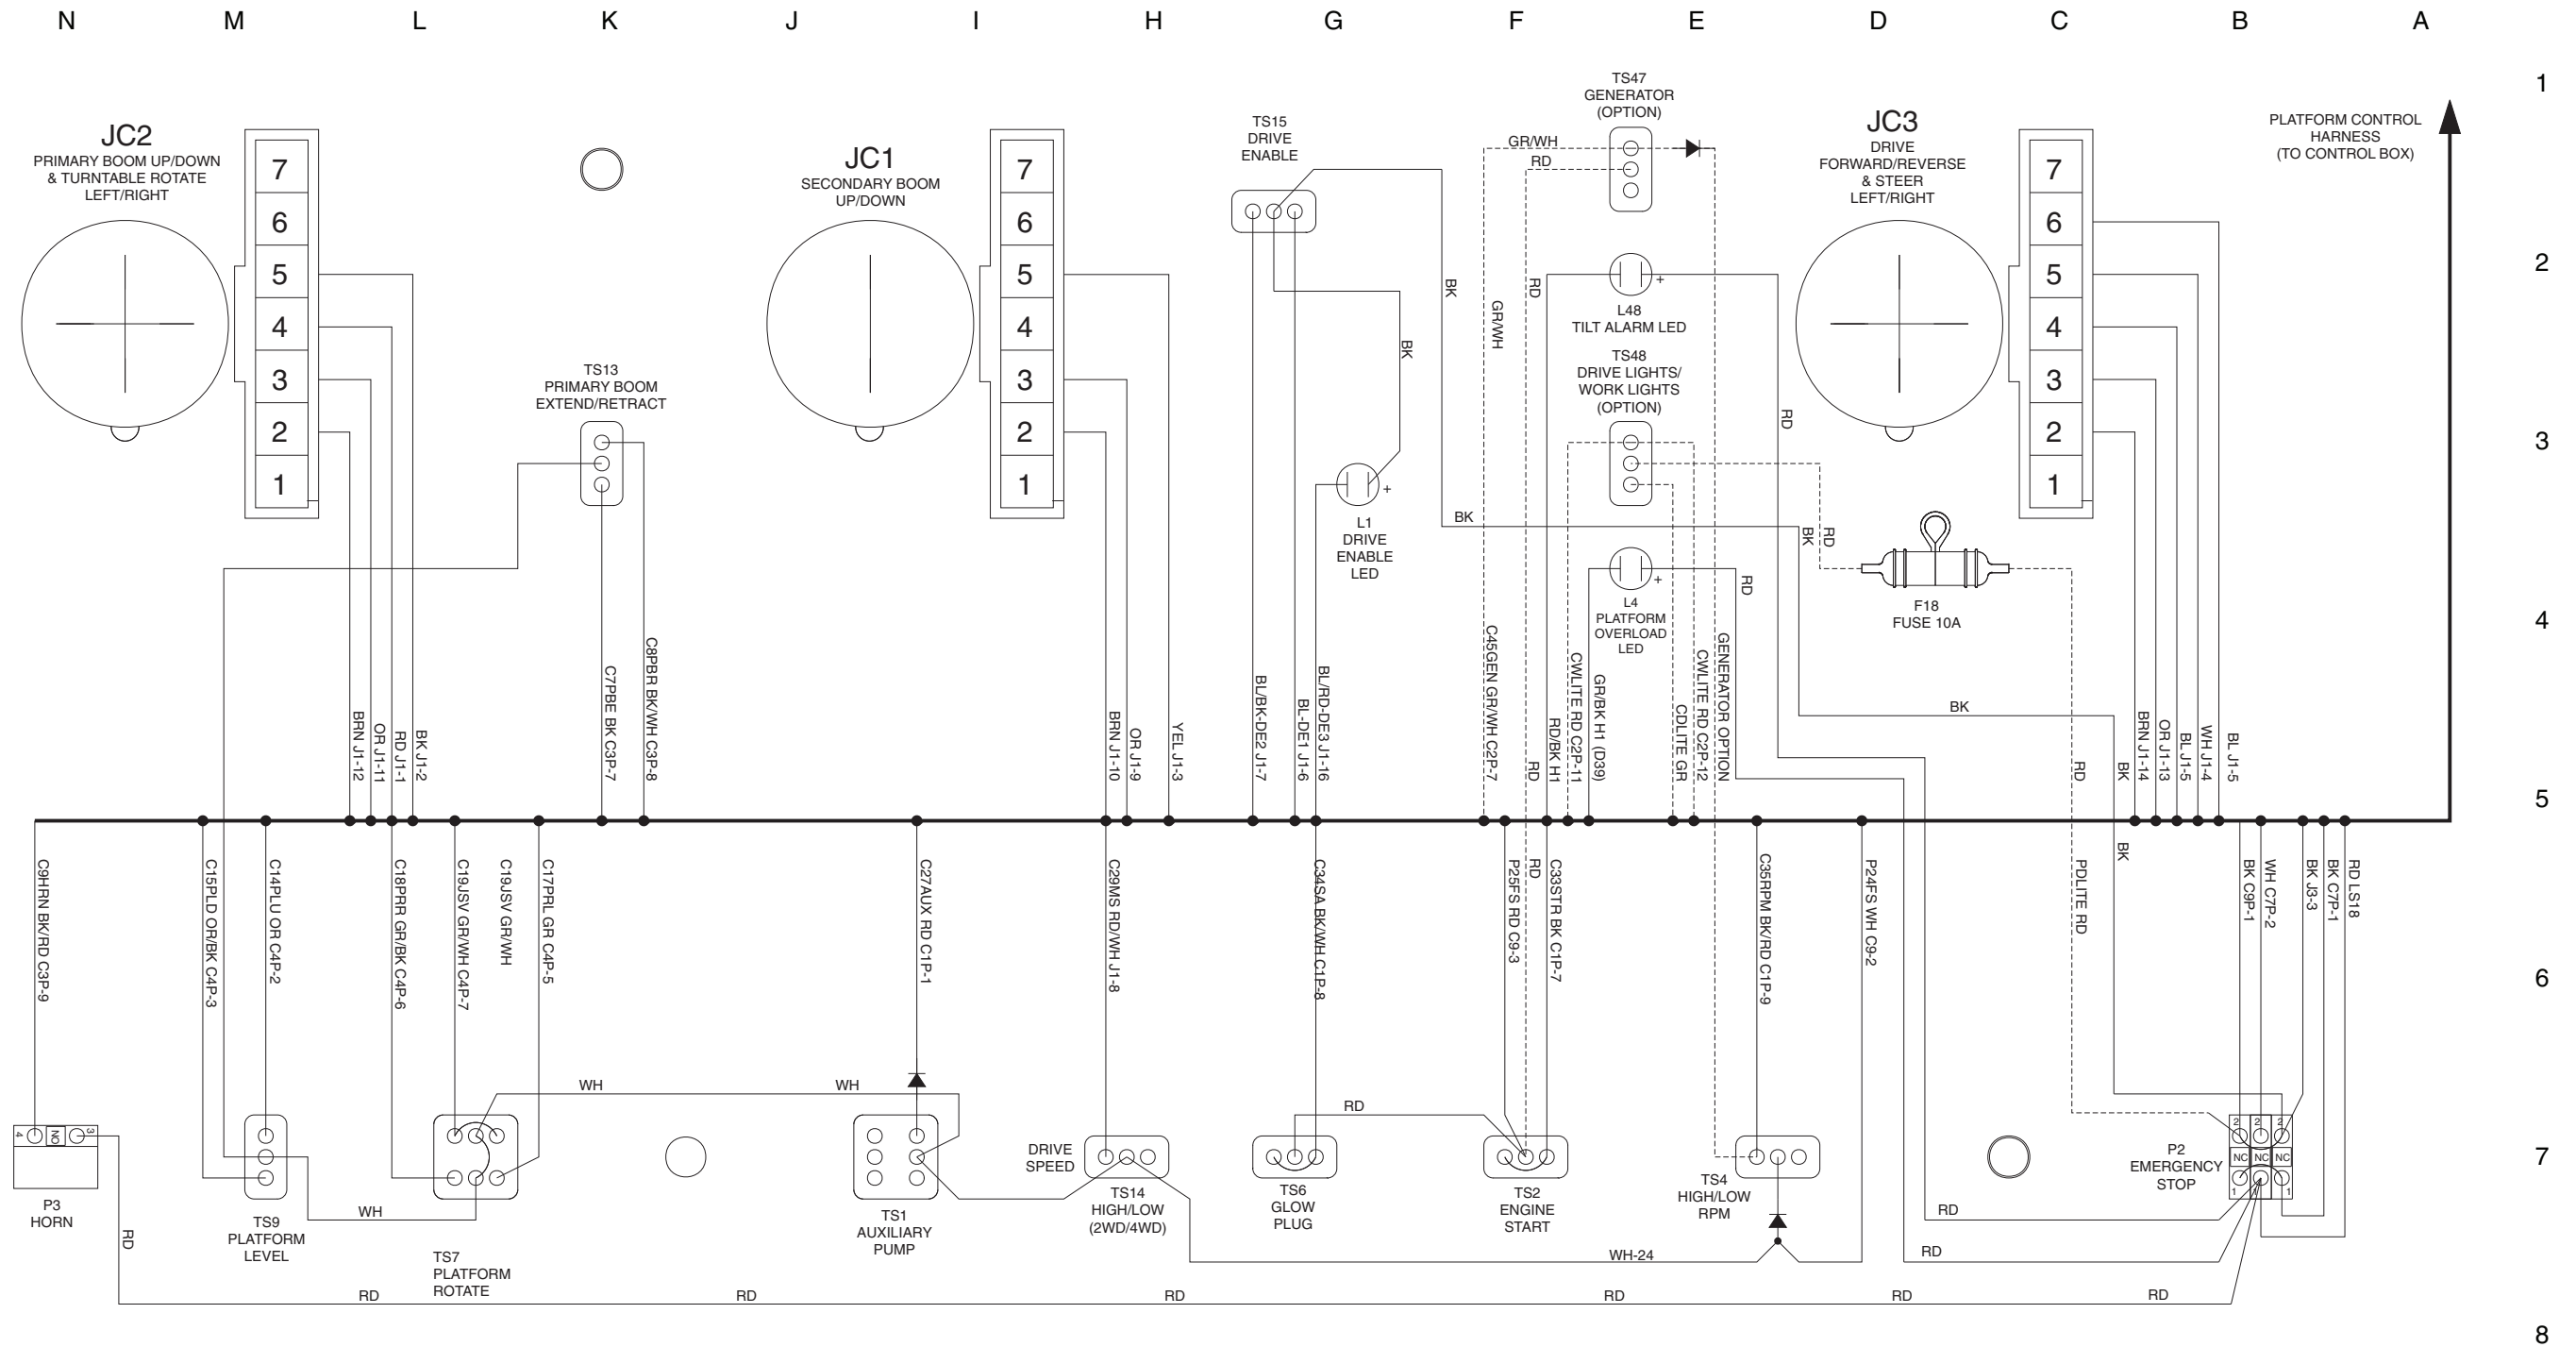 N M L K J I H G F E D C B A
1
2
3
4
5
6
7
8
JC2
PRIMARY BOOM UP/DOWN
& TURNTABLE ROTATE
LEFT/RIGHT
7
6
5
4
3
2
1
TS13
PRIMARY BOOM
EXTEND/RETRACT
JC1
SECONDARY BOOM
UP/DOWN
7
6
5
4
3
2
1
TS15
DRIVE
ENABLE
BK
BK
BK
+
L1
DRIVE
ENABLE
LED
TS47
GENERATOR
(OPTION)
GR/WH
RD
GR/WH
RD
+
L48
TILT ALARM LED
TS48
DRIVE LIGHTS/
WORK LIGHTS
(OPTION)
RD
+
L4
PLATFORM
OVERLOAD
LED
RD
BK
RD
JC3
DRIVE
FORWARD/REVERSE
& STEER
LEFT/RIGHT
7
6
5
4
3
2
1
F18
FUSE 10A
PLATFORM CONTROL
HARNESS
(TO CONTROL BOX)
BRN J1-12
OR J1-11
RD J1-1
BK J1-2
C7PBE BK C3P-7
C8PBR BK/WH C3P-8
BRN J1-10
OR J1-9
YEL J1-3
BL/BK-DE2 J1-7
BL-DE1 J1-6
BL/RD-DE3 J1-16
C45GEN GR/WH C2P-7
RD
RD/BK H1
CWLITE RD C2P-11
GR/BK H1 (D39)
CDLITE GR
CWLITE RD C2P-12
GENERATOR OPTION
BK
RD
BK
BRN J1-14
OR J1-13
BL J1-5
WH J1-4
BL J1-5
C9HRN BK/RD C3P-9
C15PLD OR/BK C4P-3
C14PLU OR C4P-2
C18PRR GR/BK C4P-6
C19JSV GR/WH C4P-7
C19JSV GR/WH
C17PRL GR C4P-5
C27AUX RD C1P-1
C29MS RD/WH J1-8
C34SA BK/WH C1P-8
P25FS RD C9-3
RD
C33STR BK C1P-7
C35RPM BK/RD C1P-9
P24FS WH C9-2
PDLITE RD
BK
BK C9P-1
WH C7P-2
BK J3-3
BK C7P-1
RD LS18
4 NO 3
P3
HORN
RD
TS9
PLATFORM
LEVEL
WH
TS7
PLATFORM
ROTATE
WH
WH
TS1
AUXILIARY
PUMP
DRIVE
SPEED
TS14
HIGH/LOW
(2WD/4WD)
RD
TS6
GLOW
PLUG
TS2
ENGINE
START
TS4
HIGH/LOW
RPM
WH-24
RD
RD
P2
EMERGENCY
STOP
2 2 2
NC NC NC
1 1
RD RD RD RD RD RD